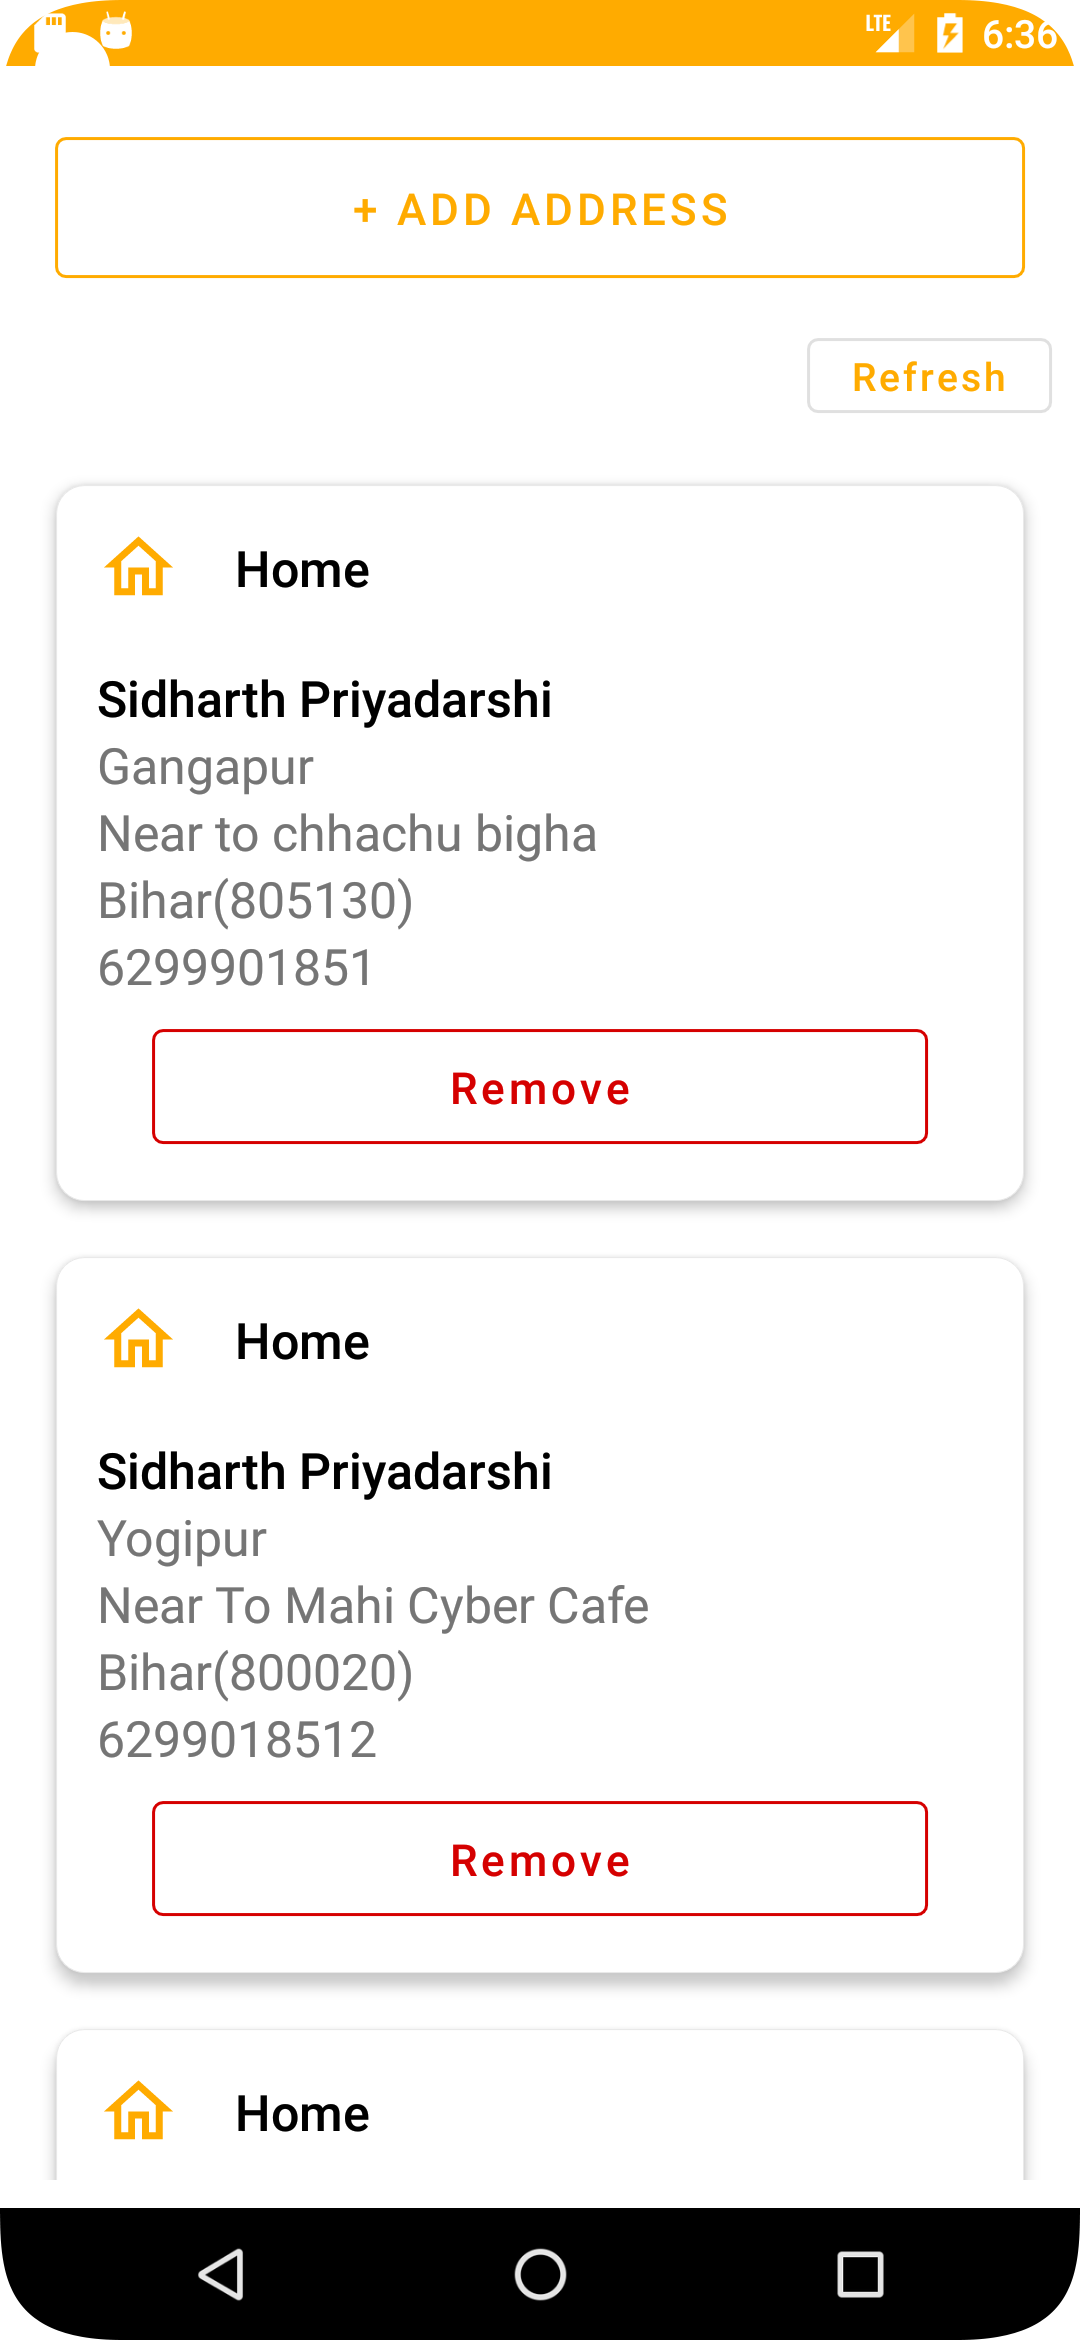 LTE 6:36
+ ADD ADDRESS
Refresh
Home
Sidharth Priyadarshi
Gangapur
Near to chhachu bigha
Bihar(805130)
6299901851
Remove
Home
Sidharth Priyadarshi
Yogipur
Near To Mahi Cyber Cafe
Bihar(800020)
6299018512
Remove
Home